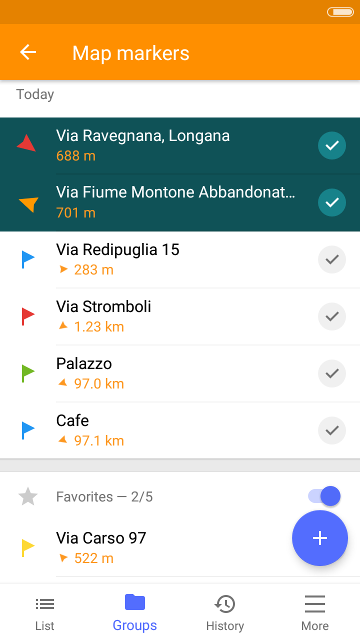 Map markers
Today
Via Ravegnana, Longana
688 m
Via Fiume Montone Abbandonat...
701 m
Via Redipuglia 15
283 m
Via Stromboli
1.23 km
Palazzo
97.0 km
Cafe
97.1 km
Favorites — 2/5
Via Carso 97
522 m
List
Groups
History
More